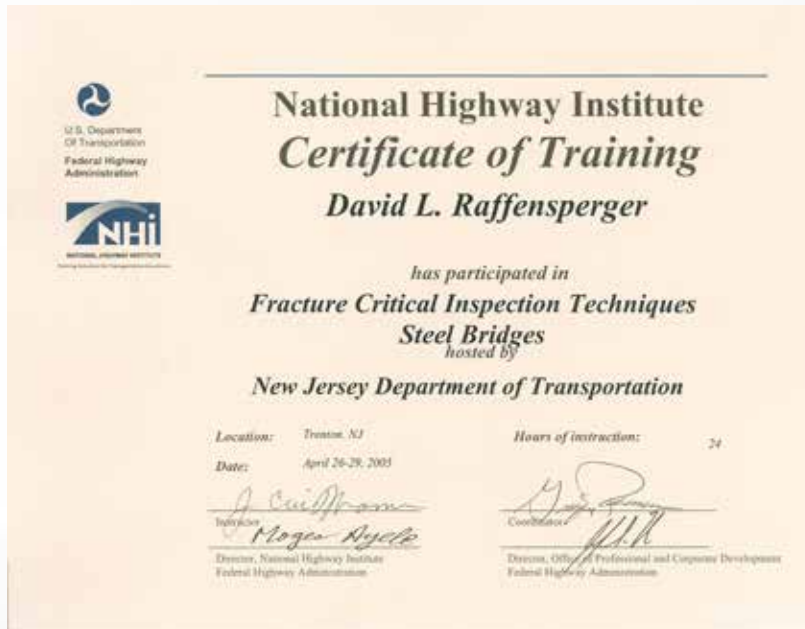 U.S. Department
Of Transportation
Federal Highway
Administration
NHi
NATIONAL HIGHWAY INSTITUTE
National Highway Institute
Certificate of Training
David L. Raffensperger
has participated in
Fracture Critical Inspection Techniques
Steel Bridges
hosted by
New Jersey Department of Transportation
Location: Trenton, NJ
Hours of instruction: 24
Date: April 26-29, 2005
Instructor
Coordinator
Director, National Highway Institute
Federal Highway Administration
Director, Office of Professional and Corporate Development
Federal Highway Administration